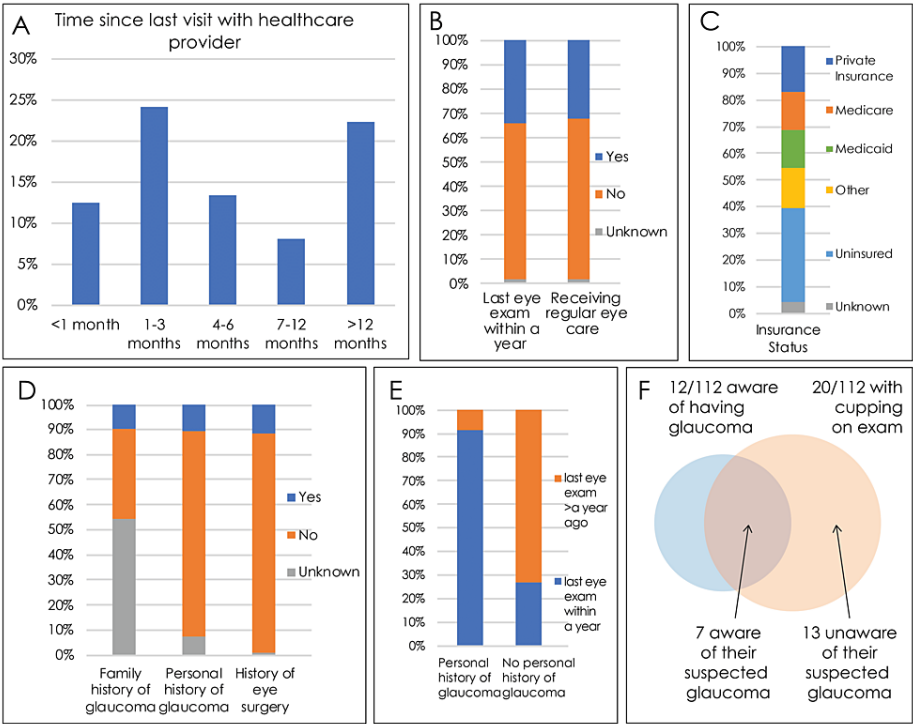 A
Time since last visit with healthcare
provider
30%
25%
20%
15%
10%
5%
0%
<1 month
1-3
months
4-6
months
7-12
months
>12
months
B
100%
90%
80%
70%
60%
50%
40%
30%
20%
10%
0%
Yes
No
Unknown
Last eye
exam
within a
year
Receiving
regular eye
care
C
100%
90%
80%
70%
60%
50%
40%
30%
20%
10%
0%
Private
Insurance
Medicare
Medicaid
Other
Uninsured
Unknown
Insurance
Status
D
100%
90%
80%
70%
60%
50%
40%
30%
20%
10%
0%
Yes
No
Unknown
Family
history of
glaucoma
Personal
history of
glaucoma
History of
eye
surgery
E
100%
90%
80%
70%
60%
50%
40%
30%
20%
10%
0%
last eye
exam
>a year
ago
last eye
exam
within
a year
Personal
history of
glaucoma
No personal
history of
glaucoma
F
12/112 aware
of having
glaucoma
20/112 with
cupping
on exam
7 aware
of their
suspected
glaucoma
13 unaware
of their
suspected
glaucoma